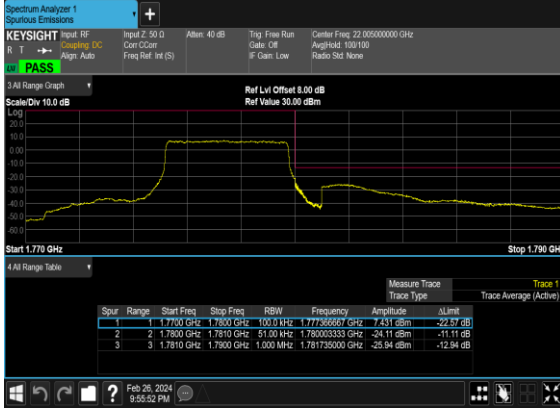 Spectrum Analyzer 1
Spurious Emissions
+
KEYSIGHT Input: RF Input Z: 50 Ω Atten: 40 dB Trig: Free Run Center Freq: 22.005000000 GHz
R T Coupling: DC Corr CCorr Gate: Off Avg|Hold: 100/100
Align: Auto Freq Ref: Int (S) IF Gain: Low Radio Std: None
PASS
3 All Range Graph
Ref Lvl Offset 8.00 dB
Scale/Div 10.0 dB Ref Value 30.00 dBm
Log
20.0
10.0
0.00
-10.0
-20.0
-30.0
-40.0
-50.0
-60.0
Start 1.770 GHz Stop 1.790 GH
4 All Range Table
Measure Trace Trace 1
Trace Type Trace Average (Active)
Spur Range Start Freq Stop Freq RBW Frequency Amplitude ΔLimit
1 1 1.7700 GHz 1.7800 GHz 100.0 kHz 1.777366667 GHz 7.431 dBm -22.57 dB
2 2 1.7800 GHz 1.7810 GHz 51.00 kHz 1.780003333 GHz -24.11 dBm -11.11 dB
3 3 1.7810 GHz 1.7900 GHz 1.000 MHz 1.781735000 GHz -25.94 dBm -12.94 dB
? Feb 26, 2024
9:55:52 PM